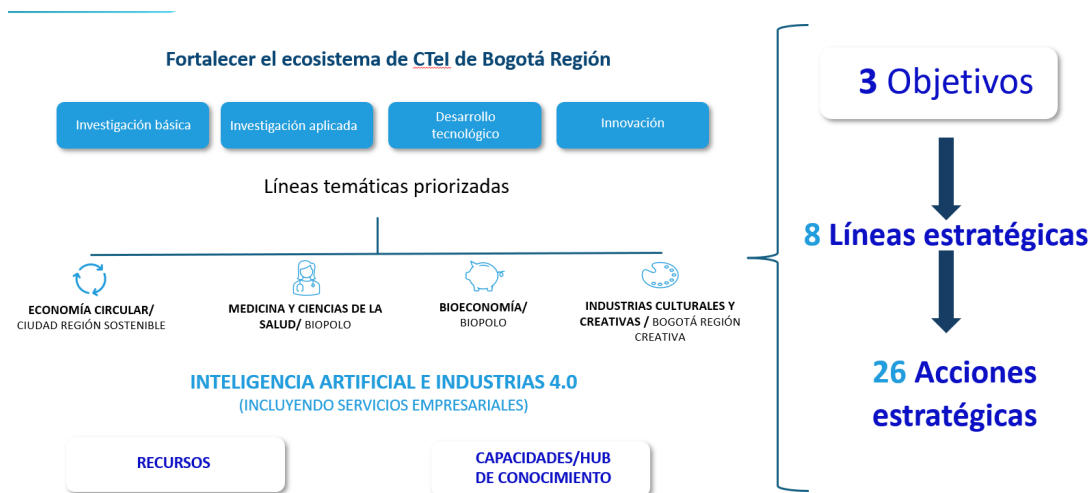 Fortalecer el ecosistema de CTeI de Bogotá Región
Investigación básica
Investigación aplicada
Desarrollo
tecnológico
Innovación
Líneas temáticas priorizadas
ECONOMÍA CIRCULAR/
CIUDAD REGIÓN SOSTENIBLE
MEDICINA Y CIENCIAS DE LA
SALUD/ BIOPOLO
BIOECONOMÍA/
BIOPOLO
INDUSTRIAS CULTURALES Y
CREATIVAS / BOGOTÁ REGIÓN
CREATIVA
INTELIGENCIA ARTIFICIAL E INDUSTRIAS 4.0
(INCLUYENDO SERVICIOS EMPRESARIALES)
RECURSOS
CAPACIDADES/HUB
DE CONOCIMIENTO
3 Objetivos
8 Líneas estratégicas
26 Acciones
estratégicas